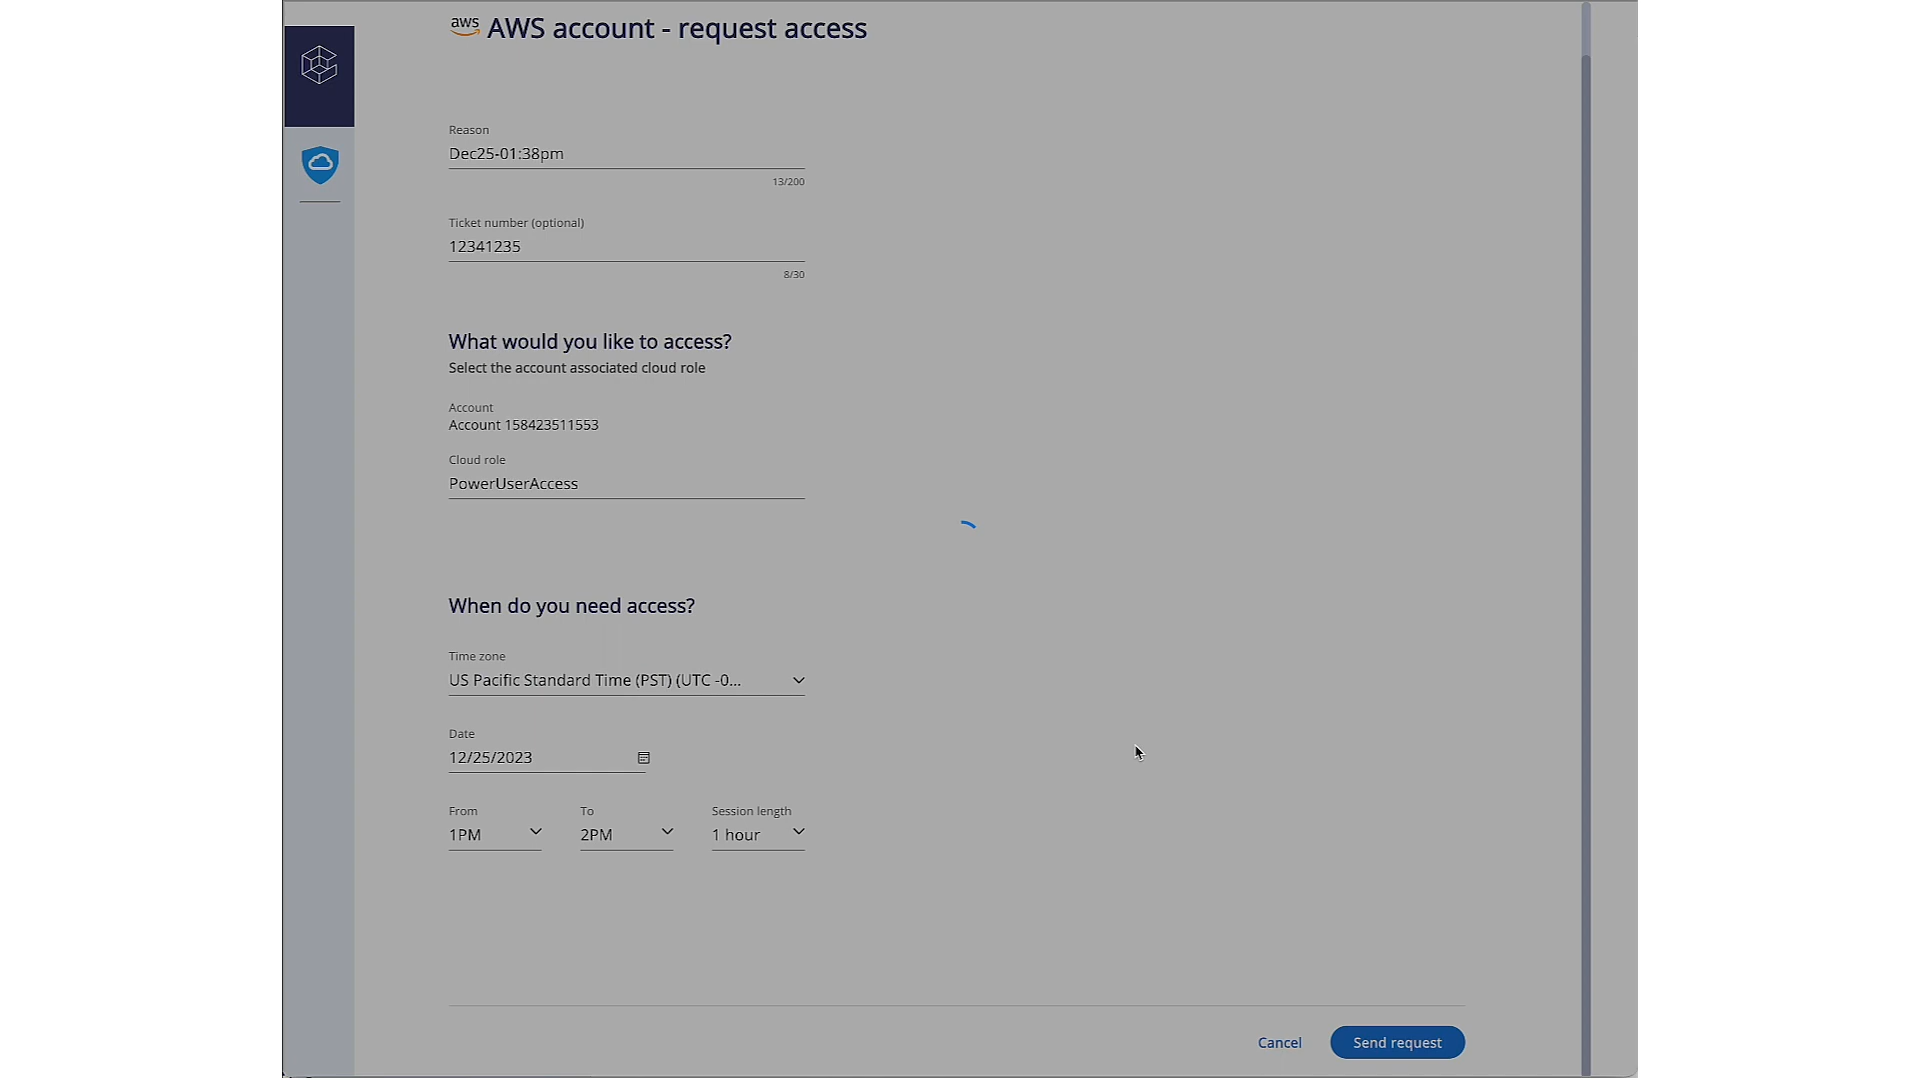 aws AWS account - request access
Reason
Dec25-01:38pm
13/200
Ticket number (optional)
12341235
8/30
What would you like to access?
Select the account associated cloud role
Account
Account 158423511553
Cloud role
PowerUserAccess
When do you need access?
Time zone
US Pacific Standard Time (PST) (UTC -0...
Date
12/25/2023
From To Session length
1PM 2PM 1 hour
Cancel Send request